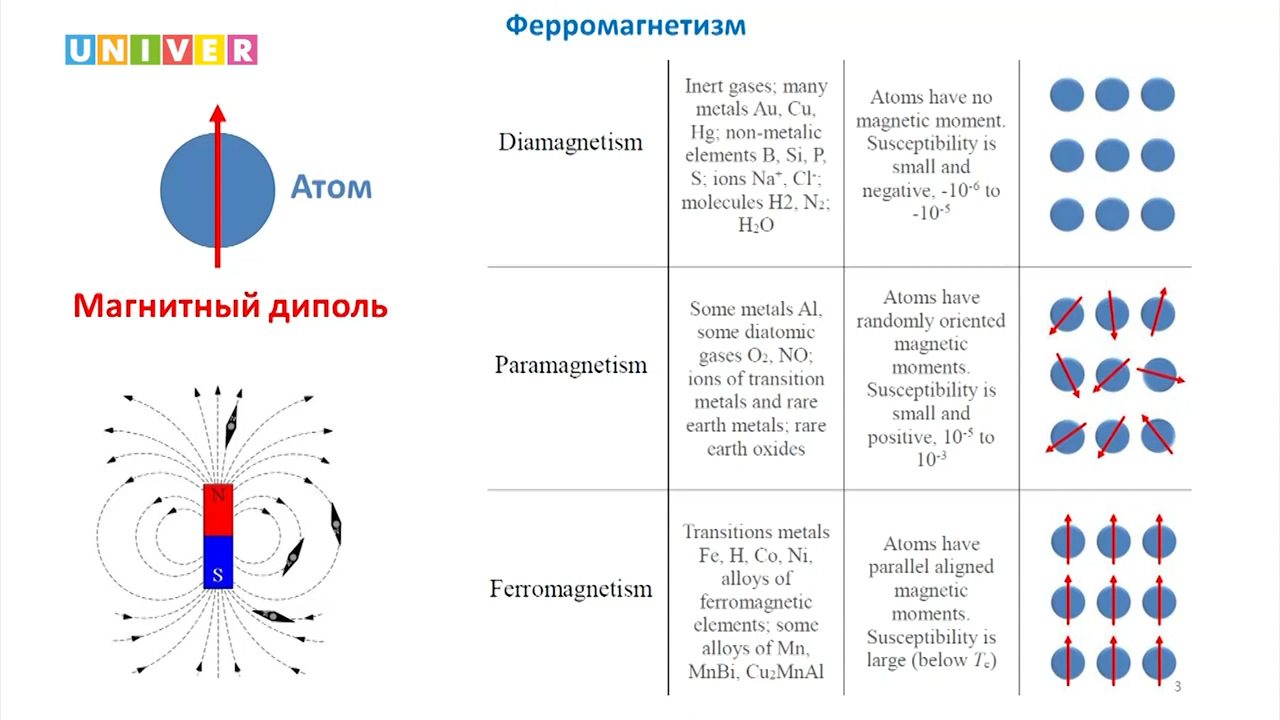 Ферромагнетизм
UNIVER
Атом
Магнитный диполь
N
S
Diamagnetism
Inert gases; many
metals Au, Cu,
Hg; non-metalic
elements B, Si, P,
S; ions Na⁺, Cl⁻;
molecules H2, N₂;
H₂O
Atoms have no
magnetic moment.
Susceptibility is
small and
negative, -10⁻⁶ to
-10⁻⁵
Paramagnetism
Some metals Al,
some diatomic
gases O₂, NO;
ions of transition
metals and rare
earth metals; rare
earth oxides
Atoms have
randomly oriented
magnetic
moments.
Susceptibility is
small and
positive, 10⁻⁵ to
10⁻³
Ferromagnetism
Transitions metals
Fe, H, Co, Ni,
alloys of
ferromagnetic
elements; some
alloys of Mn,
MnBi, Cu₂MnAl
Atoms have
parallel aligned
magnetic
moments.
Susceptibility is
large (below Tc)
3